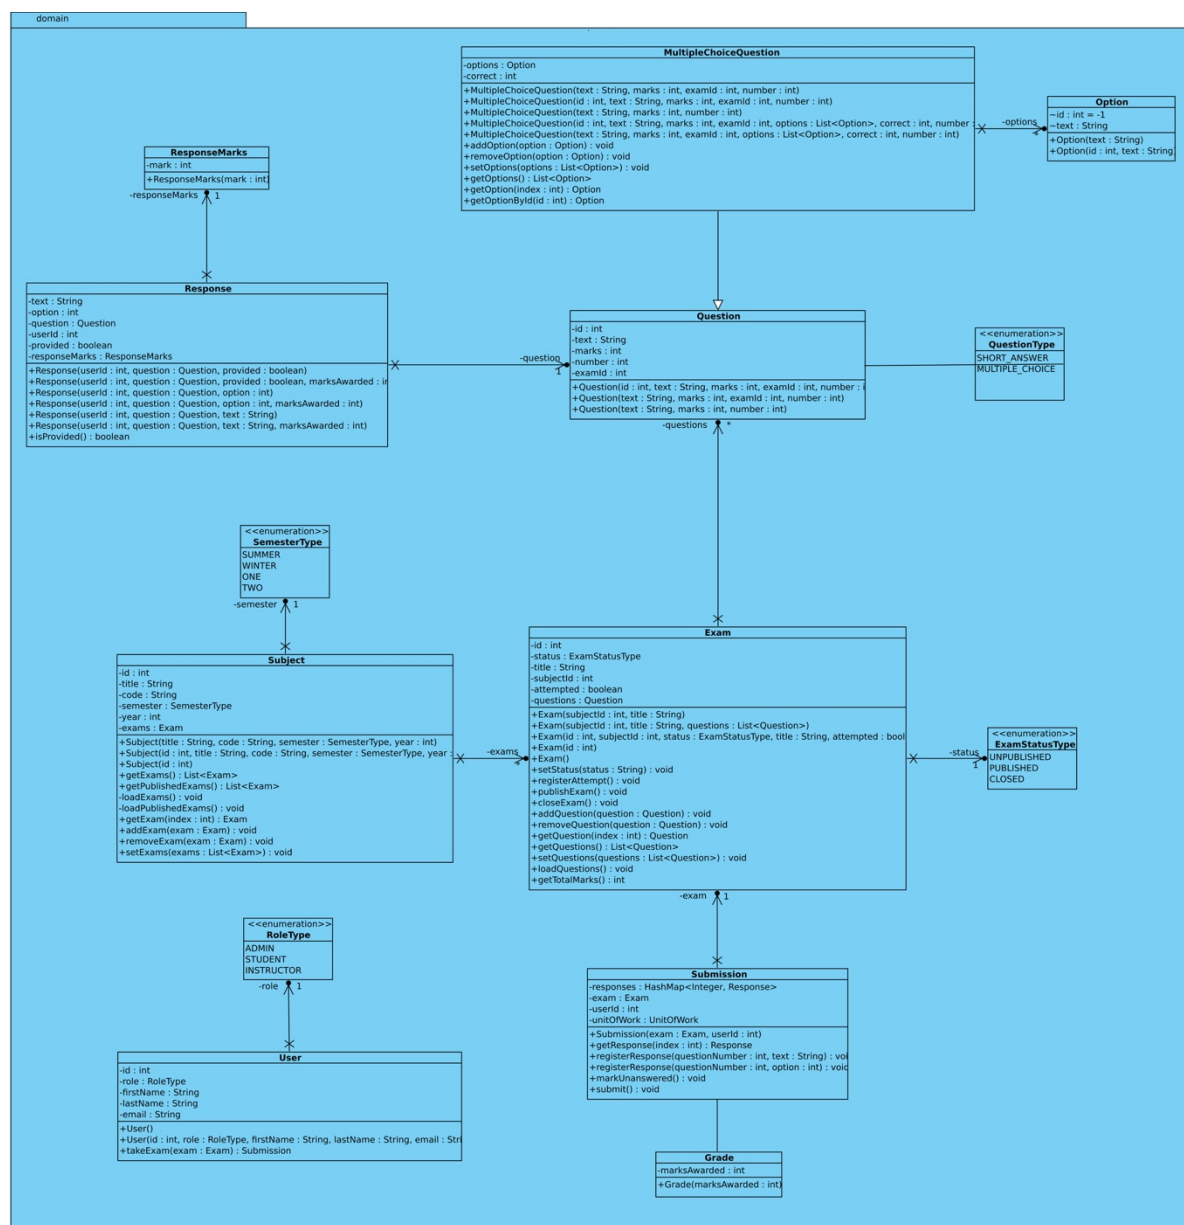 domain
MultipleChoiceQuestion
-options : Option
-correct : int
+MultipleChoiceQuestion(text : String, marks : int, examId : int, number : int)
+MultipleChoiceQuestion(id : int, text : String, marks : int, examId : int, number : int)
+MultipleChoiceQuestion(text : String, marks : int, number : int)
+MultipleChoiceQuestion(id : int, text : String, marks : int, examId : int, options : List<Option>, correct : int, number :
+MultipleChoiceQuestion(text : String, marks : int, examId : int, options : List<Option>, correct : int, number : int)
+addOption(option : Option) : void
+removeOption(option : Option) : void
+setOptions(options : List<Option>) : void
+getOptions() : List<Option>
+getOption(index : int) : Option
+getOptionById(id : int) : Option
-options
*
Option
~id : int = -1
~text : String
+Option(text : String)
+Option(id : int, text : String)
ResponseMarks
-mark : int
+ResponseMarks(mark : int)
-responseMarks
1
Response
-text : String
-option : int
-question : Question
-userId : int
-provided : boolean
-responseMarks : ResponseMarks
+Response(userId : int, question : Question, provided : boolean)
+Response(userId : int, question : Question, provided : boolean, marksAwarded : in
+Response(userId : int, question : Question, option : int)
+Response(userId : int, question : Question, option : int, marksAwarded : int)
+Response(userId : int, question : Question, text : String)
+Response(userId : int, question : Question, text : String, marksAwarded : int)
+isProvided() : boolean
-question
1
Question
-id : int
-text : String
-marks : int
-number : int
-examId : int
+Question(id : int, text : String, marks : int, examId : int, number : i
+Question(text : String, marks : int, examId : int, number : int)
+Question(text : String, marks : int, number : int)
<<enumeration>>
QuestionType
SHORT_ANSWER
MULTIPLE_CHOICE
-questions
*
<<enumeration>>
SemesterType
SUMMER
WINTER
ONE
TWO
-semester
1
Subject
-id : int
-title : String
-code : String
-semester : SemesterType
-year : int
-exams : Exam
+Subject(title : String, code : String, semester : SemesterType, year : int)
+Subject(id : int, title : String, code : String, semester : SemesterType, year :
+Subject(id : int)
+getExams() : List<Exam>
+getPublishedExams() : List<Exam>
-loadExams() : void
-loadPublishedExams() : void
+getExam(index : int) : Exam
+addExam(exam : Exam) : void
+removeExam(exam : Exam) : void
+setExams(exams : List<Exam>) : void
-exams
*
Exam
-id : int
-status : ExamStatusType
-title : String
-subjectId : int
-attempted : boolean
-questions : Question
+Exam(subjectId : int, title : String)
+Exam(subjectId : int, title : String, questions : List<Question>)
+Exam(id : int, subjectId : int, status : ExamStatusType, title : String, attempted : bool
+Exam(id : int)
+Exam()
+setStatus(status : String) : void
+registerAttempt() : void
+publishExam() : void
+closeExam() : void
+addQuestion(question : Question) : void
+removeQuestion(question : Question) : void
+getQuestion(index : int) : Question
+getQuestions() : List<Question>
+setQuestions(questions : List<Question>) : void
+loadQuestions() : void
+getTotalMarks() : int
-status
1
<<enumeration>>
ExamStatusType
UNPUBLISHED
PUBLISHED
CLOSED
-exam
1
<<enumeration>>
RoleType
ADMIN
STUDENT
INSTRUCTOR
-role
1
User
-id : int
-role : RoleType
-firstName : String
-lastName : String
-email : String
+User()
+User(id : int, role : RoleType, firstName : String, lastName : String, email : Stri
+takeExam(exam : Exam) : Submission
Submission
-responses : HashMap<Integer, Response>
-exam : Exam
-userId : int
-unitOfWork : UnitOfWork
+Submission(exam : Exam, userId : int)
+getResponse(index : int) : Response
+registerResponse(questionNumber : int, text : String) : voi
+registerResponse(questionNumber : int, option : int) : void
+markUnanswered() : void
+submit() : void
Grade
-marksAwarded : int
+Grade(marksAwarded : int)